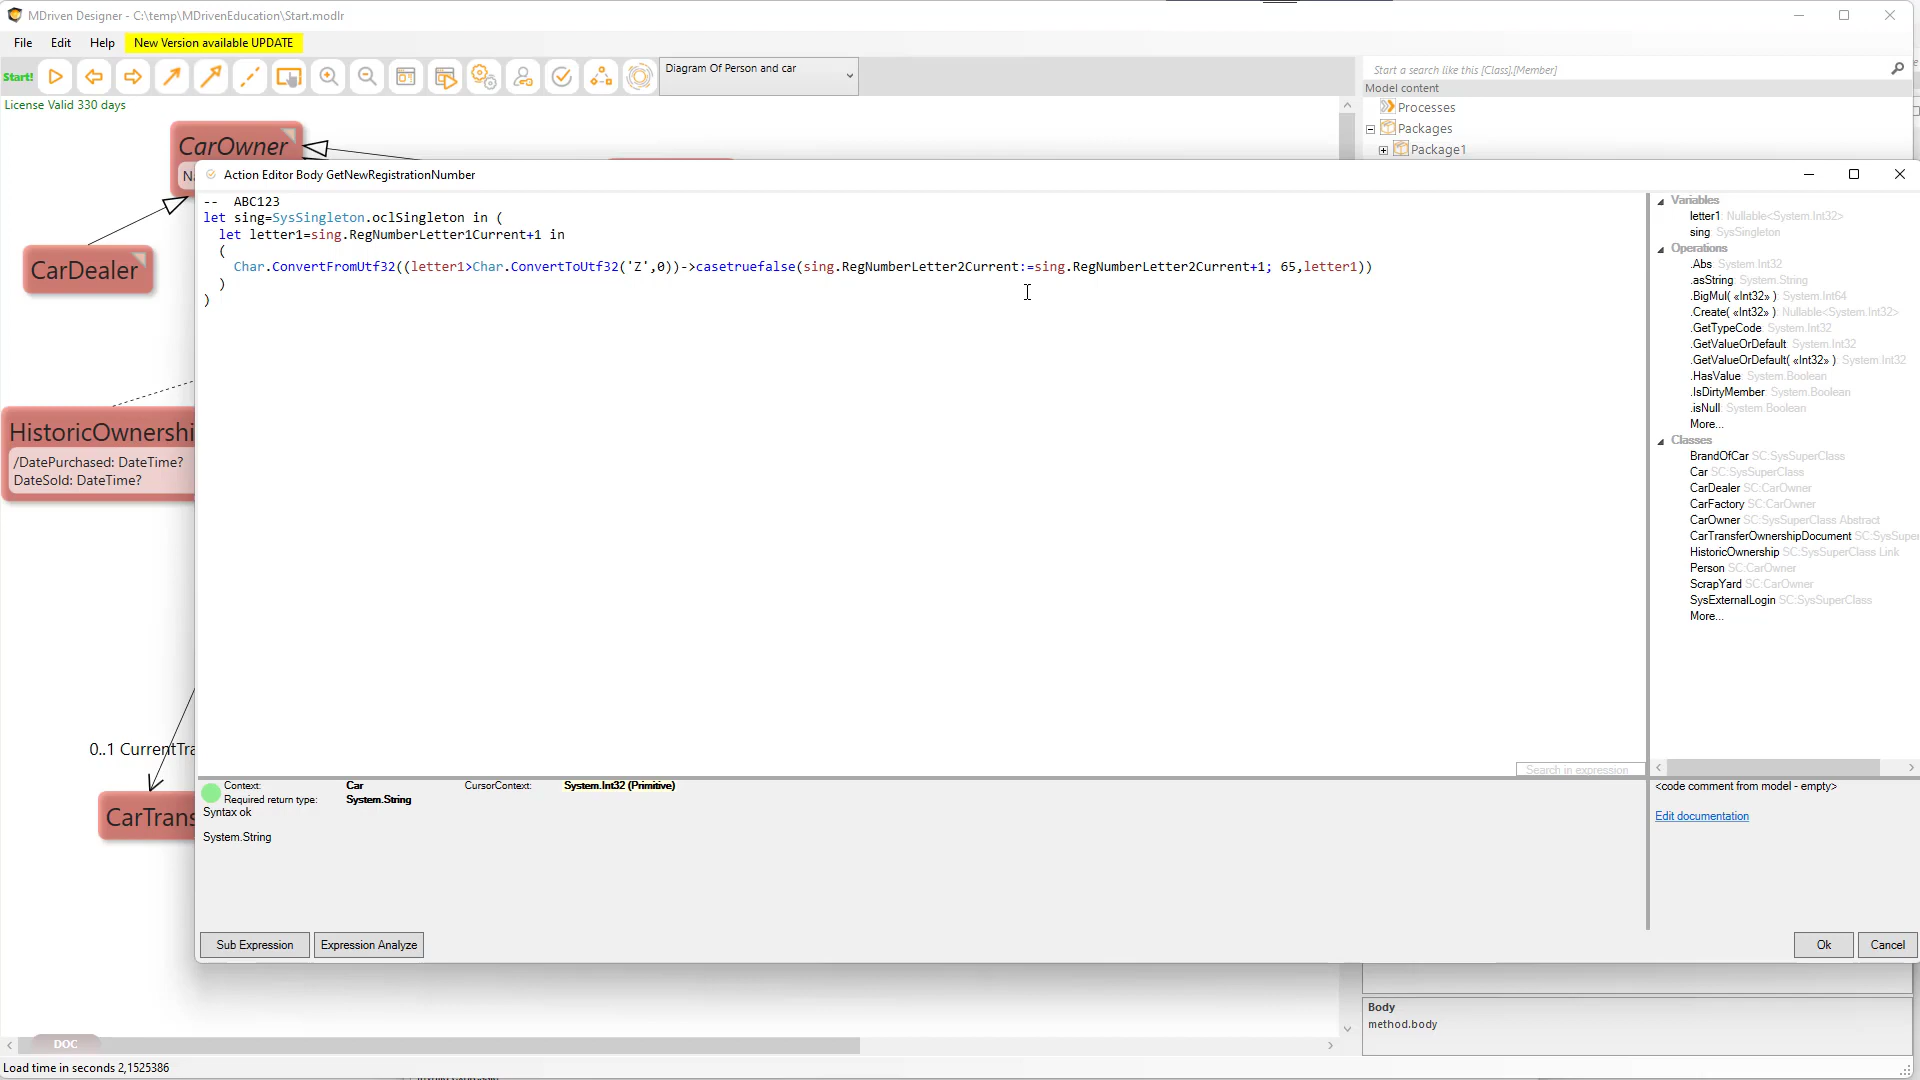 MDriven Designer - C:\temp\MDrivenEducation\Start.modlr
File Edit Help New Version available UPDATE
Start!
Diagram Of Person and car
License Valid 330 days
Start a search like this [Class].[Member]
Model content
Processes
Packages
Package1
CarOwner
CarDealer
HistoricOwnershi
/DatePurchased: DateTime?
DateSold: DateTime?
0..1 CurrentTra
CarTrans
Action Editor Body GetNewRegistrationNumber
-- ABC123
let sing=SysSingleton.oclSingleton in (
let letter1=sing.RegNumberLetter1Current+1 in
(
Char.ConvertFromUtf32((letter1>Char.ConvertToUtf32('Z',0))->casetruefalse(sing.RegNumberLetter2Current:=sing.RegNumberLetter2Current+1; 65,letter1))
)
)
Variables
letter1 Nullable<System.Int32>
sing SysSingleton
Operations
.Abs System.Int32
.asString System.String
.BigMul( «Int32» ) System.Int64
.Create( «Int32» ) Nullable<System.Int32>
.GetTypeCode System.Int32
.GetValueOrDefault System.Int32
.GetValueOrDefault( «Int32» ) System.Int32
.HasValue System.Boolean
.IsDirtyMember System.Boolean
.isNull System.Boolean
More...
Classes
BrandOfCar SC:SysSuperClass
Car SC:SysSuperClass
CarDealer SC:CarOwner
CarFactory SC:CarOwner
CarOwner SC:SysSuperClass Abstract
CarTransferOwnershipDocument SC:SysSuper
HistoricOwnership SC:SysSuperClass Link
Person SC:CarOwner
ScrapYard SC:CarOwner
SysExternalLogin SC:SysSuperClass
More...
Search in expression
Context: Car CursorContext: System.Int32 (Primitive)
Required return type: System.String
Syntax ok
System.String
<code comment from model - empty>
Edit documentation
Sub Expression Expression Analyze
Ok Cancel
Body
method.body
DOC
Load time in seconds 2,1525386